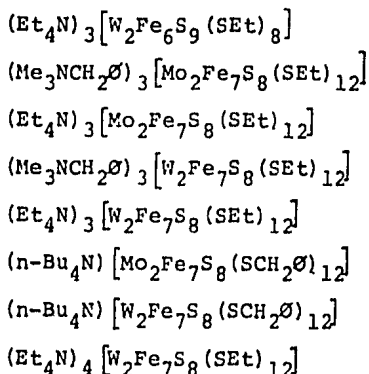 (Et4N)3[W2Fe6S9(SEt)8]
(Me3NCH2Ø)3[Mo2Fe7S8(SEt)12]
(Et4N)3[Mo2Fe7S8(SEt)12]
(Me3NCH2Ø)3[W2Fe7S8(SEt)12]
(Et4N)3[W2Fe7S8(SEt)12]
(n-Bu4N)[Mo2Fe7S8(SCH2Ø)12]
(n-Bu4N)[W2Fe7S8(SCH2Ø)12]
(Et4N)4[W2Fe7S8(SEt)12]